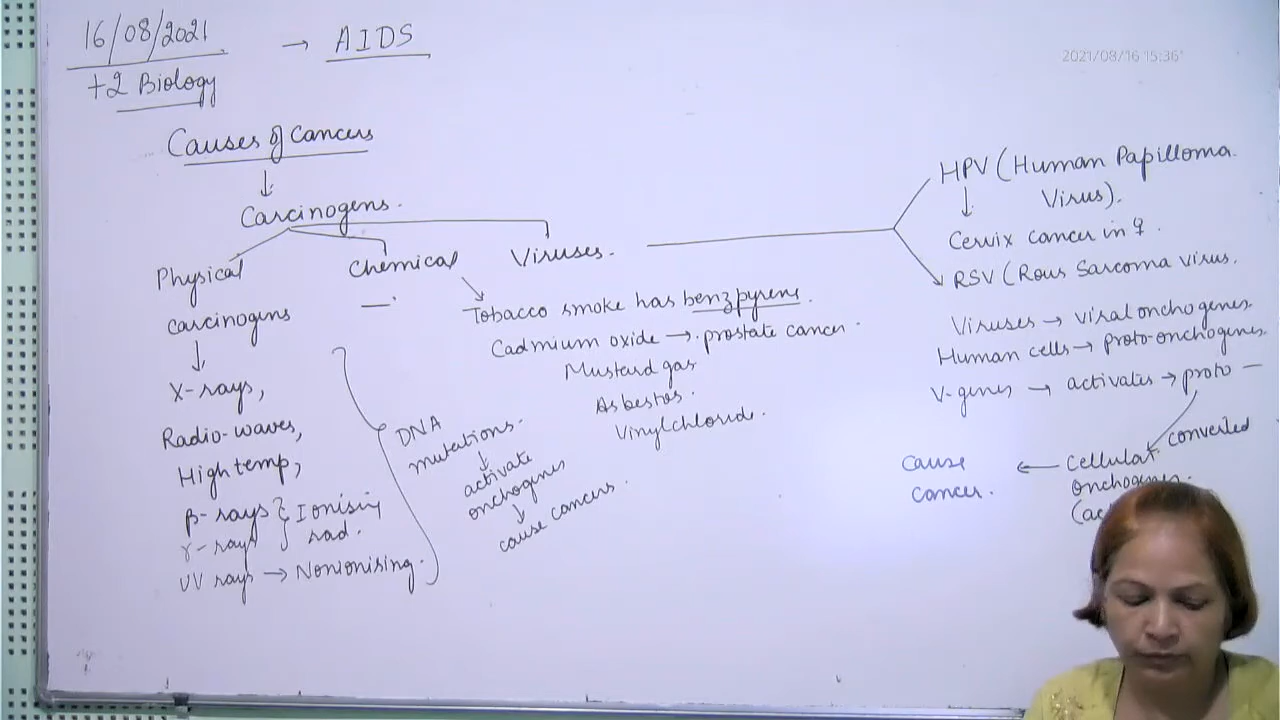 16/08/2021 → AIDS
+2 Biology
2021/08/16 15:36
Causes of Cancers
↓
Carcinogens.
Physical
carcinogens
↓
X-rays,
Radio-waves,
High temp,
β-rays } Ionising
γ-rays } rad.
UV rays → Nonionising.
DNA
mutations.
↓
activate
onchogenes
↓
cause cancers.
Chemical
Tobacco smoke has benzpyrens.
Cadmium oxide → prostate cancer.
Mustard gas
Asbestos.
Vinylchloride.
Viruses.
HPV (Human Papilloma
Virus).
↓
Cervix cancer in ♀.
RSV (Rous Sarcoma Virus.
Viruses → viral onchogenes.
Human cells → proto-onchogenes.
V-genes → activates → proto –
converted
Cause ← Cellular
cancer. onchogenes.